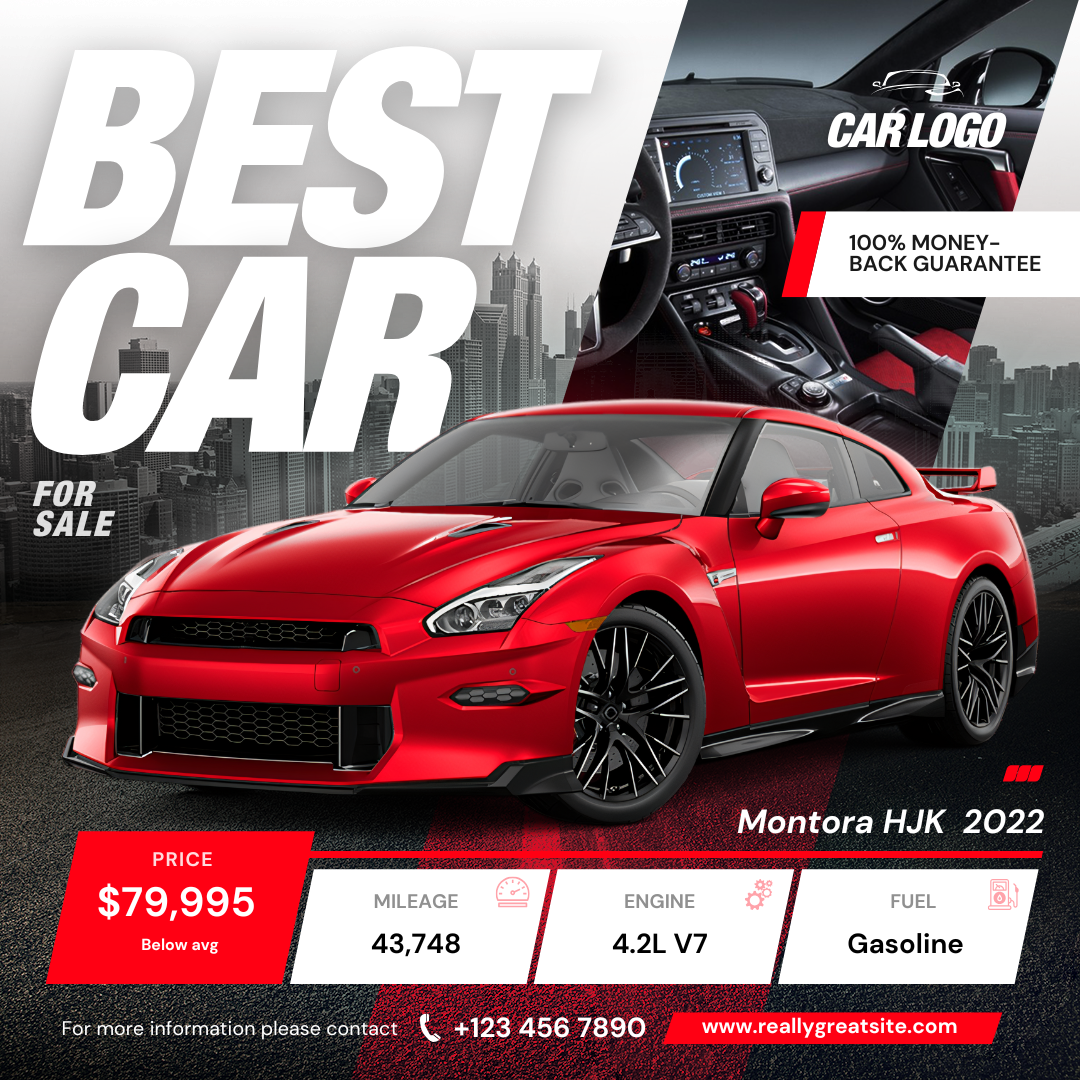 BEST
CAR
FOR
SALE
CAR LOGO
100% MONEY-
BACK GUARANTEE
Montora HJK 2022
PRICE
$79,995
Below avg
MILEAGE
43,748
ENGINE
4.2L V7
FUEL
Gasoline
For more information please contact
+123 456 7890
www.reallygreatsite.com